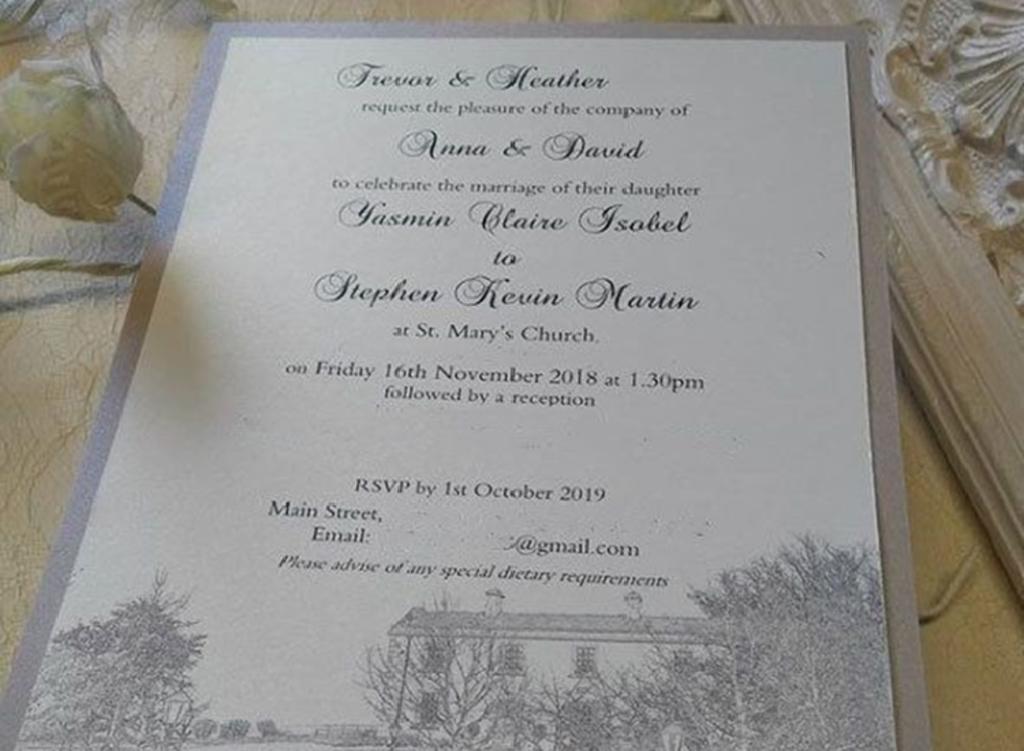 Trevor & Heather
request the pleasure of the company of
Anna & David
to celebrate the marriage of their daughter
Yasmin Claire Isobel
to
Stephen Kevin Martin
at St. Mary's Church,
on Friday 16th November 2018 at 1.30pm
followed by a reception
RSVP by 1st October 2019
Main Street,
Email: @gmail.com
Please advise of any special dietary requirements